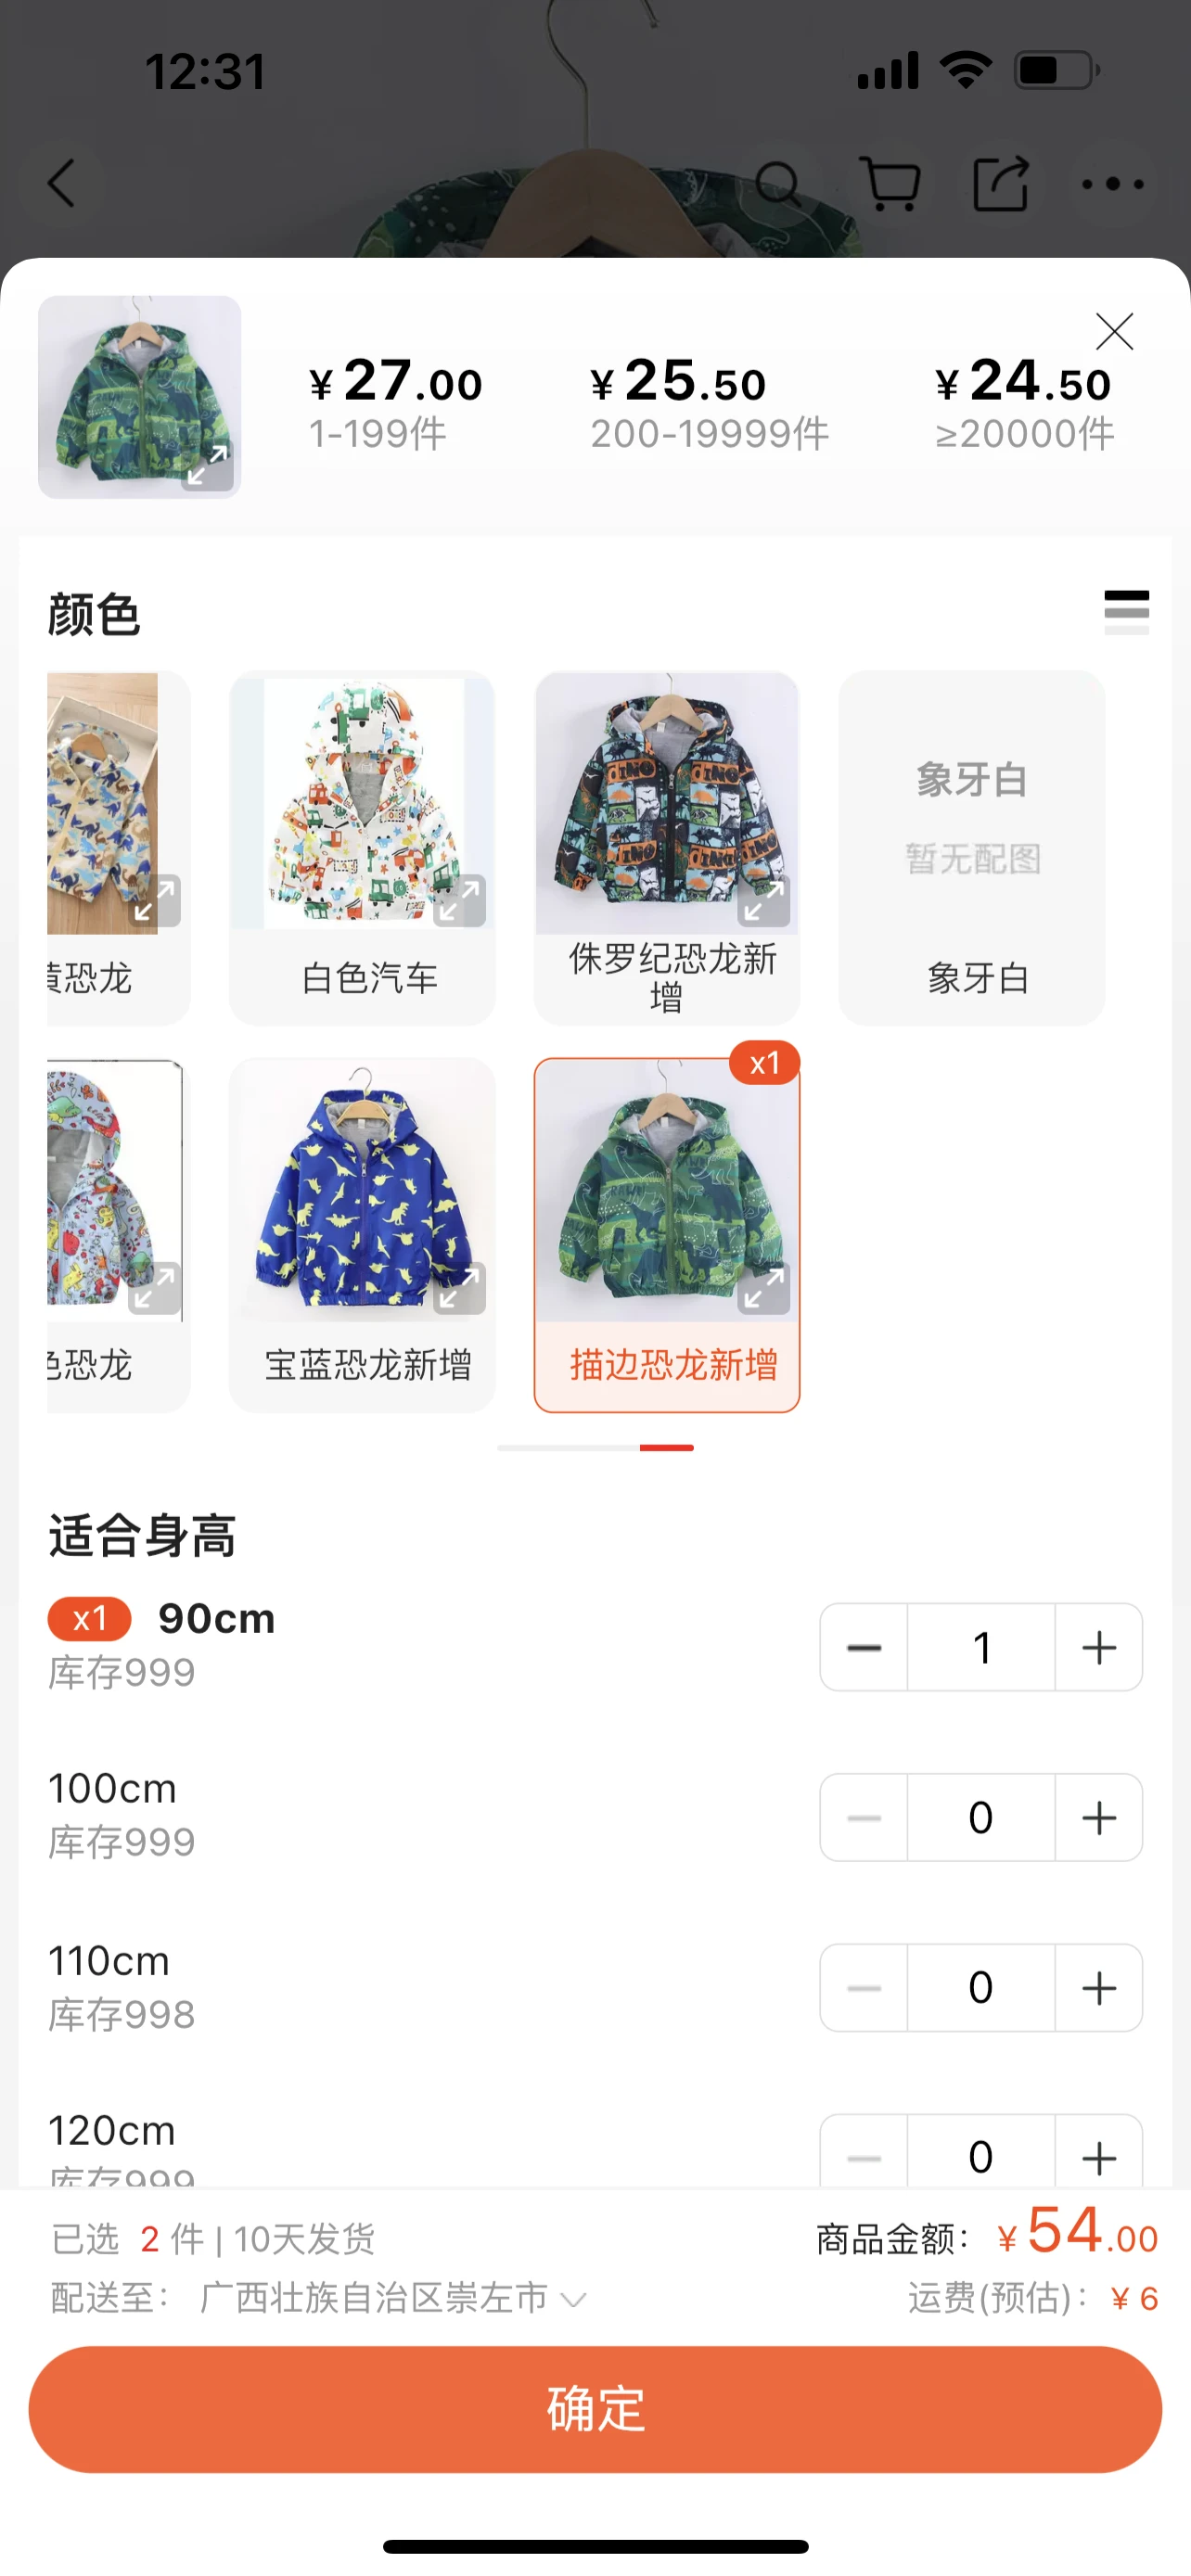 12:31
¥27.00
1-199件
¥25.50
200-19999件
¥24.50
≥20000件
颜色
恐龙
白色汽车
侏罗纪恐龙新
增
象牙白
暂无配图
象牙白
恐龙
宝蓝恐龙新增
x1
描边恐龙新增
适合身高
x1 90cm
库存999
1
100cm
库存999
0
110cm
库存998
0
120cm
库存999
0
已选 2 件 | 10天发货
商品金额: ¥54.00
配送至: 广西壮族自治区崇左市
运费(预估): ¥6
确定